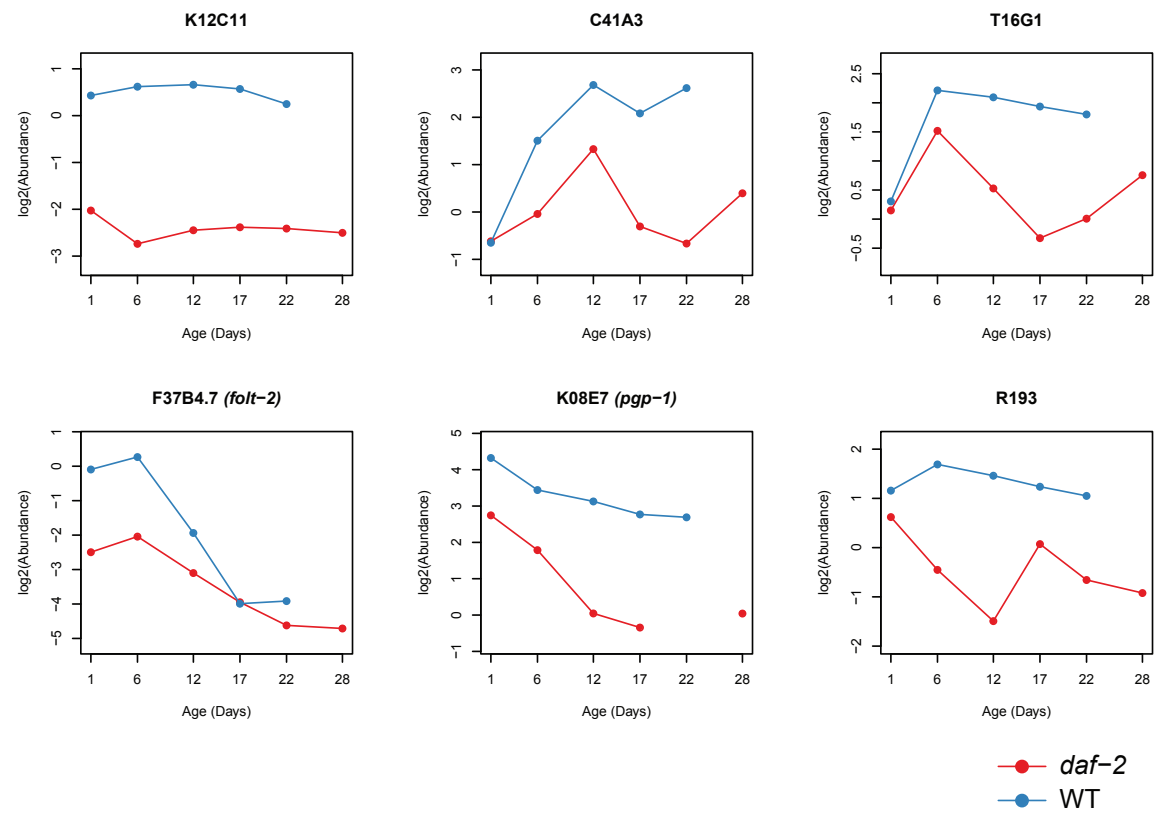 K12C11
log2(Abundance)
1
0
−1
−2
−3
1 6 12 17 22 28
Age (Days)
C41A3
log2(Abundance)
3
2
1
0
−1
1 6 12 17 22 28
Age (Days)
T16G1
log2(Abundance)
2.5
1.5
0.5
−0.5
1 6 12 17 22 28
Age (Days)
F37B4.7 (folt−2)
log2(Abundance)
1
0
−1
−2
−3
−4
−5
1 6 12 17 22 28
Age (Days)
K08E7 (pgp−1)
log2(Abundance)
5
4
3
2
1
0
−1
1 6 12 17 22 28
Age (Days)
R193
log2(Abundance)
2
1
0
−1
−2
1 6 12 17 22 28
Age (Days)
daf−2
WT